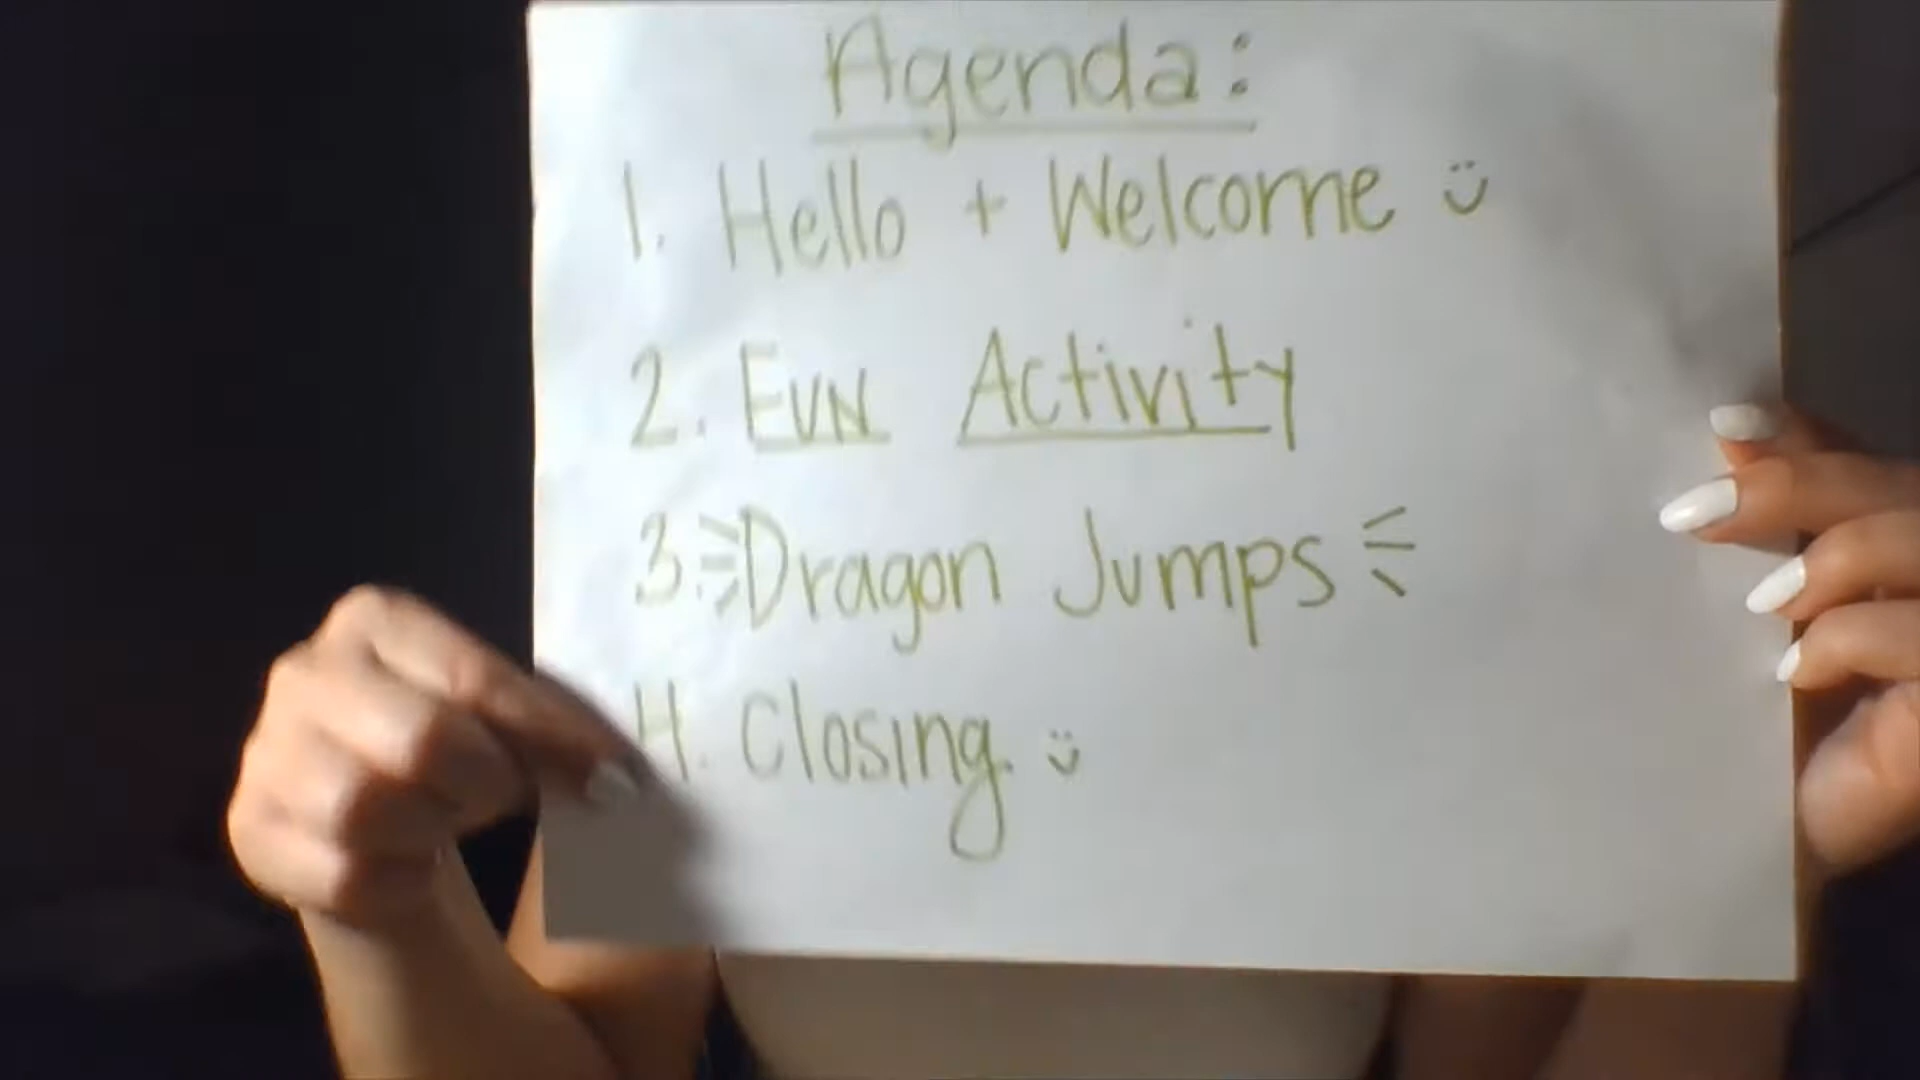 Agenda:
1. Hello + Welcome :)
2. Fun Activity
3. Dragon Jumps
4. Closing. :)